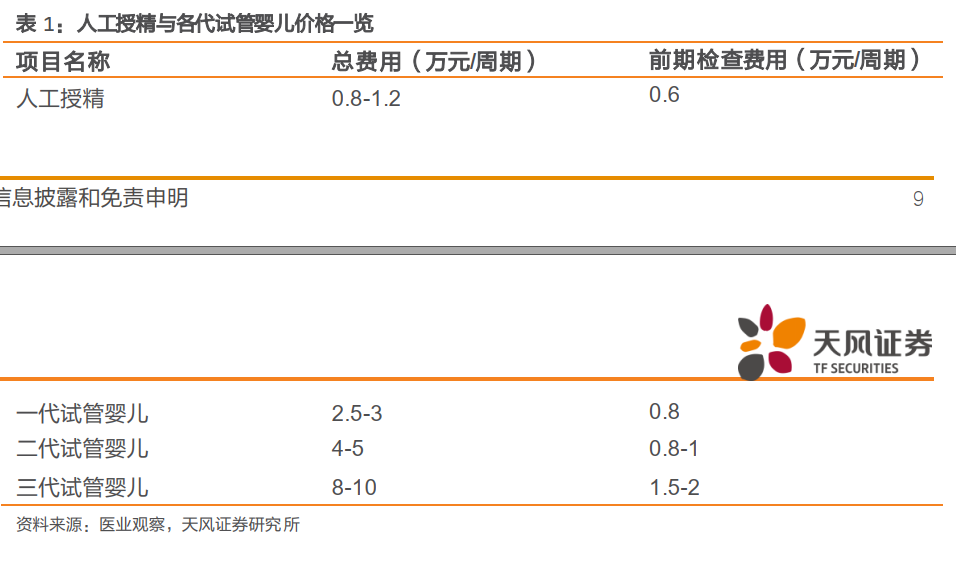 表 1：人工授精与各代试管婴儿价格一览
项目名称 总费用（万元/周期） 前期检查费用（万元/周期）
人工授精 0.8-1.2 0.6
信息披露和免责申明 9
天风证券
TF SECURITIES
一代试管婴儿 2.5-3 0.8
二代试管婴儿 4-5 0.8-1
三代试管婴儿 8-10 1.5-2
资料来源：医业观察，天风证券研究所